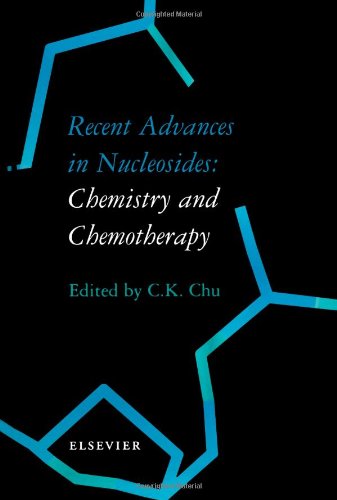 Recent Advances
in Nucleosides:
Chemistry and
Chemotherapy
Edited by C.K. Chu
ELSEVIER